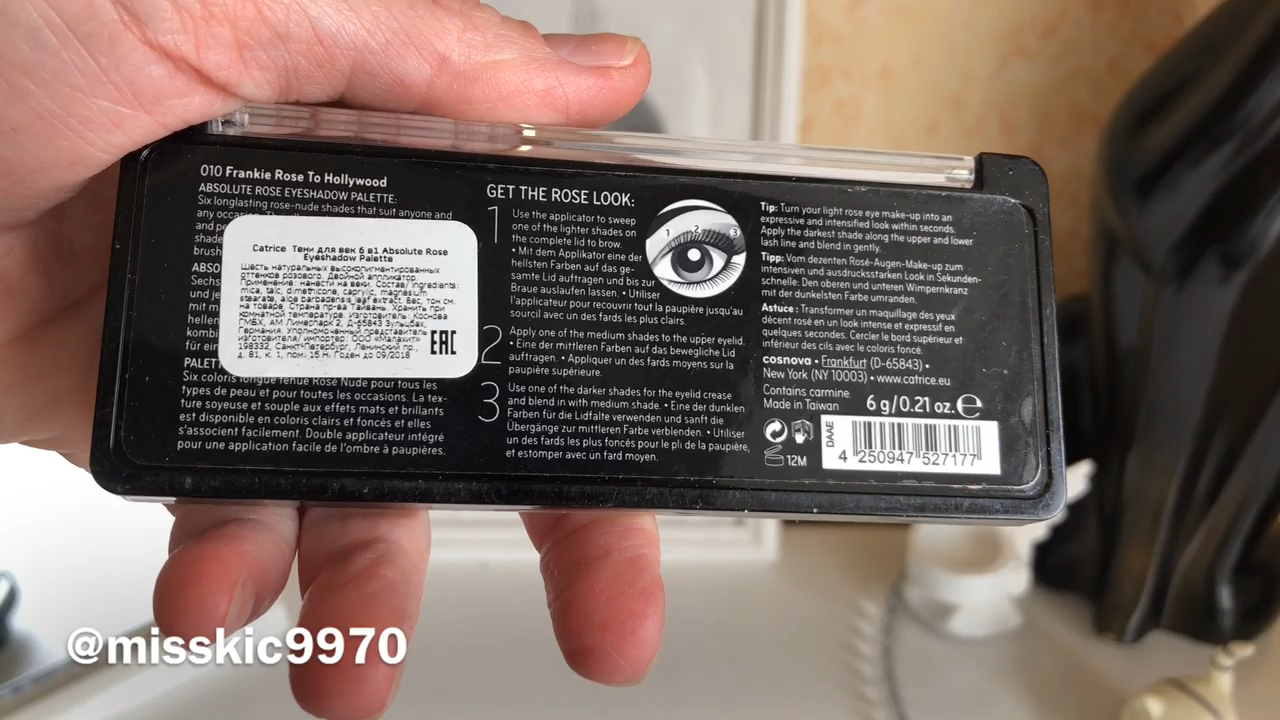 010 Frankie Rose To Hollywood
ABSOLUTE ROSE EYESHADOW PALETTE:
Six longlasting rose-nude shades that suit anyone and
any occasion. The
and pe
shade
brush
ABSO
Sechs
und je
mit m
hellen
für ein
PALET
Six coloris longue tenue Rosé Nude pour tous les
types de peau et pour toutes les occasions. La tex-
ture soyeuse et souple aux effets mats et brillants
est disponible en coloris clairs et foncés et elles
s'associent facilement. Double applicateur intégré
pour une application facile de l'ombre à paupières.
Catrice Тени для век 6 в1 Absolute Rose
Eyeshadow Palette
Шесть натуральных высокопигментированных
оттенков розового. Двойной аппликатор.
Применение: нанести на веки. Состав/ingredients:
mica, talc, dimethicone, caprylic, magnesium
stearate, aloe barbadensis leaf extract. Вес, тон см.
на товаре. Страна пр-ва Тайвань. Хранить при
комнатной температуре. Изготовитель: Коснова
ГМБХ, АМ Лимерпарк 2, Д-65843 Зульцбах,
Германия. Уполномоченный представитель
изготовителя/ импортер: ООО «Малахит»
198332, Санкт-Петербург, Ленинский пр.,
д. 81, к. 1, пом. 15 Н. Годен до 09/2018
EAC
GET THE ROSE LOOK:
1 Use the applicator to sweep
one of the lighter shades on
the complete lid to brow.
• Mit dem Applikator eine der
hellsten Farben auf das ge-
samte Lid auftragen und bis zur
Braue auslaufen lassen. • Utiliser
l'applicateur pour recouvrir tout la paupière jusqu'au
sourcil avec un des fards les plus clairs.
2 Apply one of the medium shades to the upper eyelid.
• Eine der mittleren Farben auf das bewegliche Lid
auftragen. • Appliquer un des fards moyens sur la
paupière supérieure.
3 Use one of the darker shades for the eyelid crease
and blend in with medium shade. • Eine der dunklen
Farben für die Lidfalte verwenden und sanft die
Übergänge zur mittleren Farbe verblenden. • Utiliser
un des fards les plus foncés pour le pli de la paupière,
et estomper avec un fard moyen.
1 2 3
Tip: Turn your light rose eye make-up into an
expressive and intensified look within seconds.
Apply the darkest shade along the upper and lower
lash line and blend in gently.
Tipp: Vom dezenten Rosé-Augen-Make-up zum
intensiven und ausdrucksstarken Look in Sekunden-
schnelle: Den oberen und unteren Wimpernkranz
mit der dunkelsten Farbe umranden.
Astuce : Transformer un maquillage des yeux
décent rosé en un look intense et expressif en
quelques secondes. Cercler le bord supérieur et
inférieur des cils avec le coloris foncé.
cosnova • Frankfurt (D-65843) •
New York (NY 10003) • www.catrice.eu
Contains carmine
Made in Taiwan 6 g/0.21 oz. e
12M
DAAE
4 250947 527177
@misskic9970